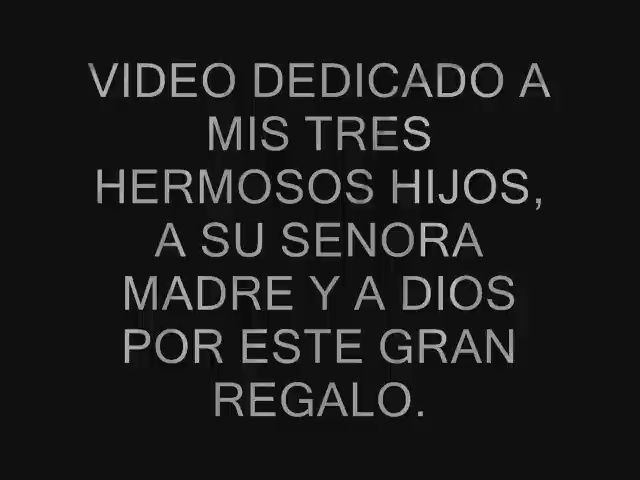 VIDEO DEDICADO A
MIS TRES
HERMOSOS HIJOS,
A SU SENORA
MADRE Y A DIOS
POR ESTE GRAN
REGALO.